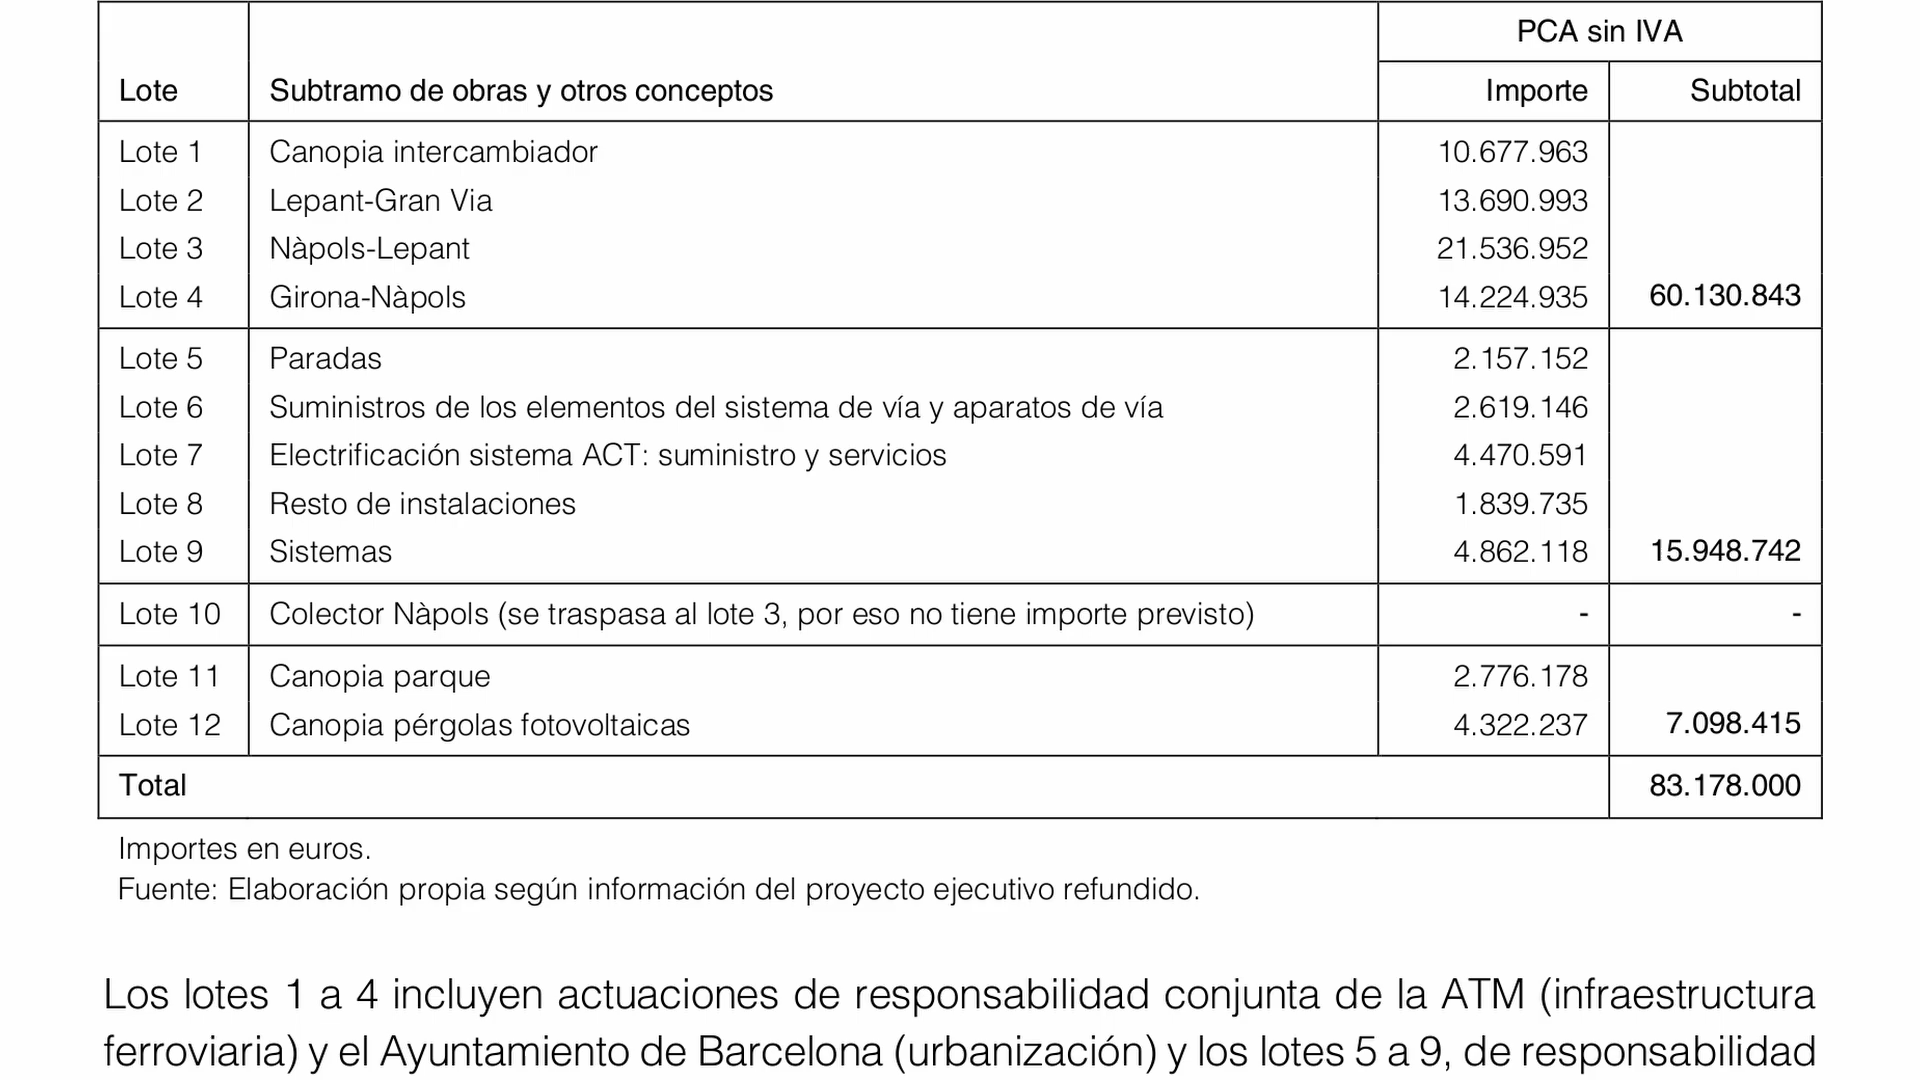 PCA sin IVA
Lote Subtramo de obras y otros conceptos Importe Subtotal
Lote 1 Canopia intercambiador 10.677.963
Lote 2 Lepant-Gran Via 13.690.993
Lote 3 Nàpols-Lepant 21.536.952
Lote 4 Girona-Nàpols 14.224.935 60.130.843
Lote 5 Paradas 2.157.152
Lote 6 Suministros de los elementos del sistema de vía y aparatos de vía 2.619.146
Lote 7 Electrificación sistema ACT: suministro y servicios 4.470.591
Lote 8 Resto de instalaciones 1.839.735
Lote 9 Sistemas 4.862.118 15.948.742
Lote 10 Colector Nàpols (se traspasa al lote 3, por eso no tiene importe previsto) - -
Lote 11 Canopia parque 2.776.178
Lote 12 Canopia pérgolas fotovoltaicas 4.322.237 7.098.415
Total 83.178.000
Importes en euros.
Fuente: Elaboración propia según información del proyecto ejecutivo refundido.
Los lotes 1 a 4 incluyen actuaciones de responsabilidad conjunta de la ATM (infraestructura
ferroviaria) y el Ayuntamiento de Barcelona (urbanización) y los lotes 5 a 9, de responsabilidad